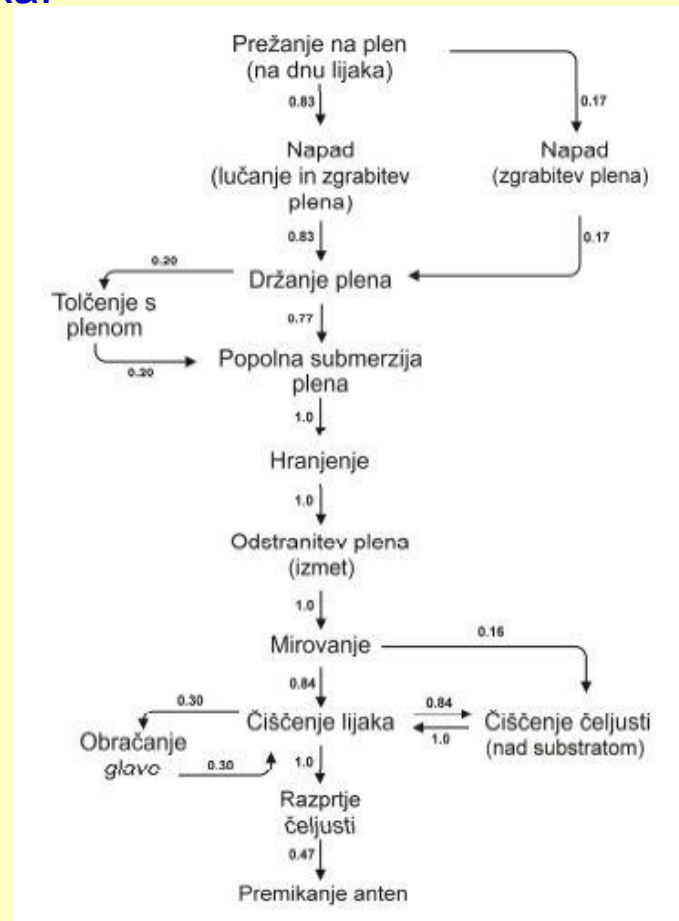 Prežanje na plen
(na dnu lijaka)
0.83
0.17
Napad
(lučanje in zgrabitev
plena)
Napad
(zgrabitev plena)
0.83
0.17
0.20
Držanje plena
Tolčenje s
plenom
0.77
0.20
Popolna submerzija
plena
1.0
Hranjenje
1.0
Odstranitev plena
(izmet)
1.0
Mirovanje
0.16
0.84
0.30
Čiščenje lijaka
0.84
1.0
Čiščenje čeljusti
(nad substratom)
Obračanje
glave
0.30
1.0
Razprtje
čeljusti
0.47
Premikanje anten